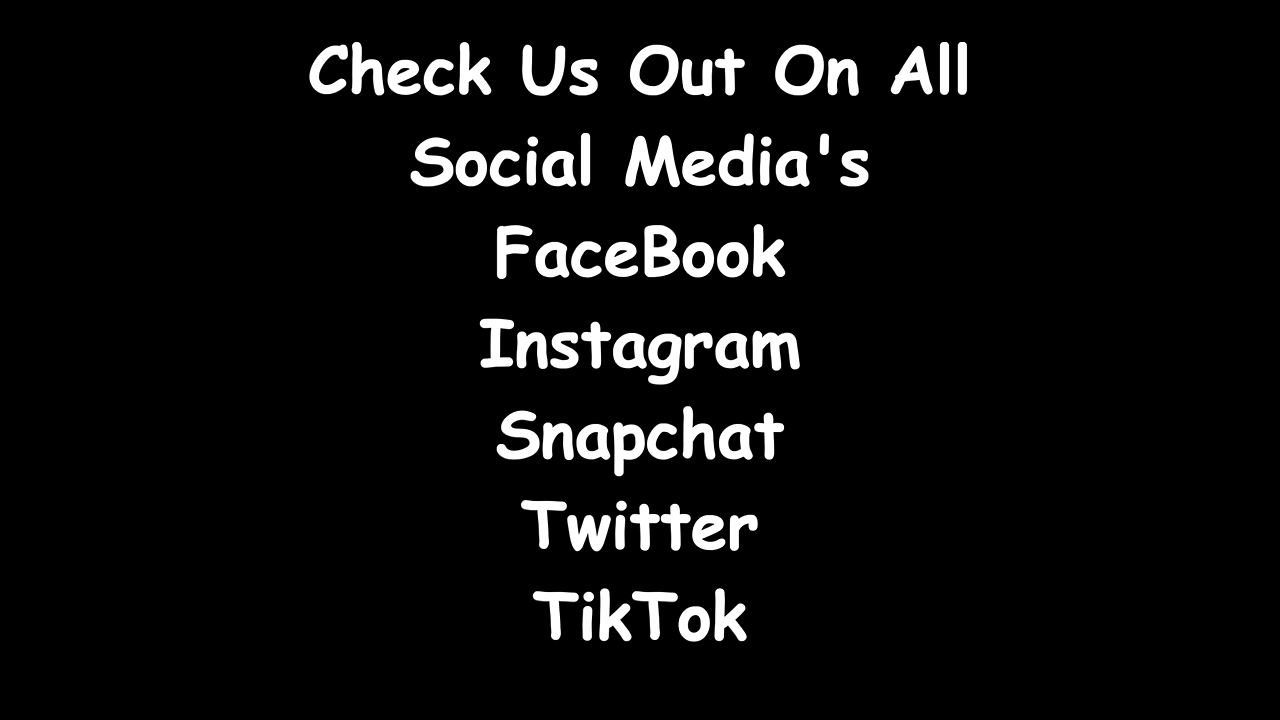 Check Us Out On All
Social Media's
FaceBook
Instagram
Snapchat
Twitter
TikTok